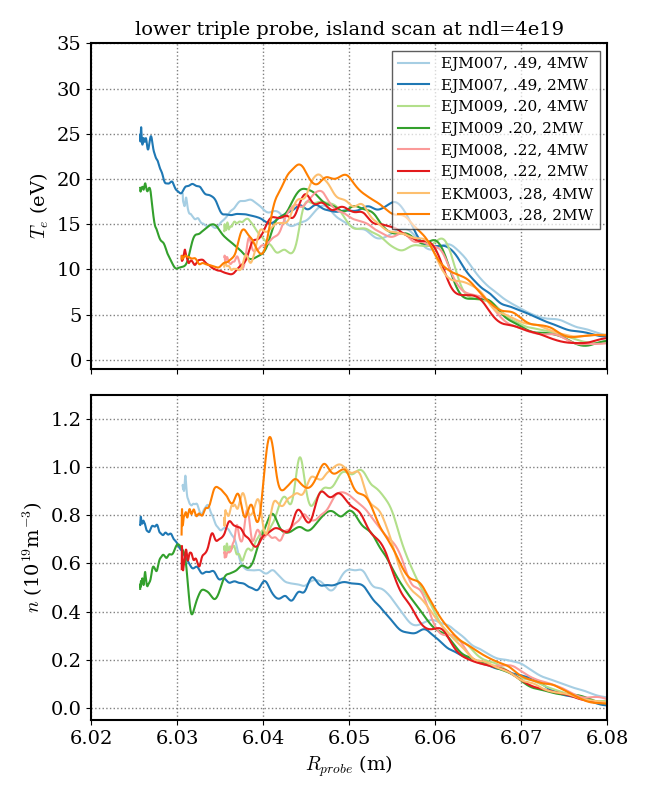 lower triple probe, island scan at ndl=4e19
35
30
25
20
15
10
5
0
T_e (eV)
EJM007, .49, 4MW
EJM007, .49, 2MW
EJM009, .20, 4MW
EJM009 .20, 2MW
EJM008, .22, 4MW
EJM008, .22, 2MW
EKM003, .28, 4MW
EKM003, .28, 2MW
1.2
1.0
0.8
0.6
0.4
0.2
0.0
n (10^19 m^−3)
6.02 6.03 6.04 6.05 6.06 6.07 6.08
R_probe (m)